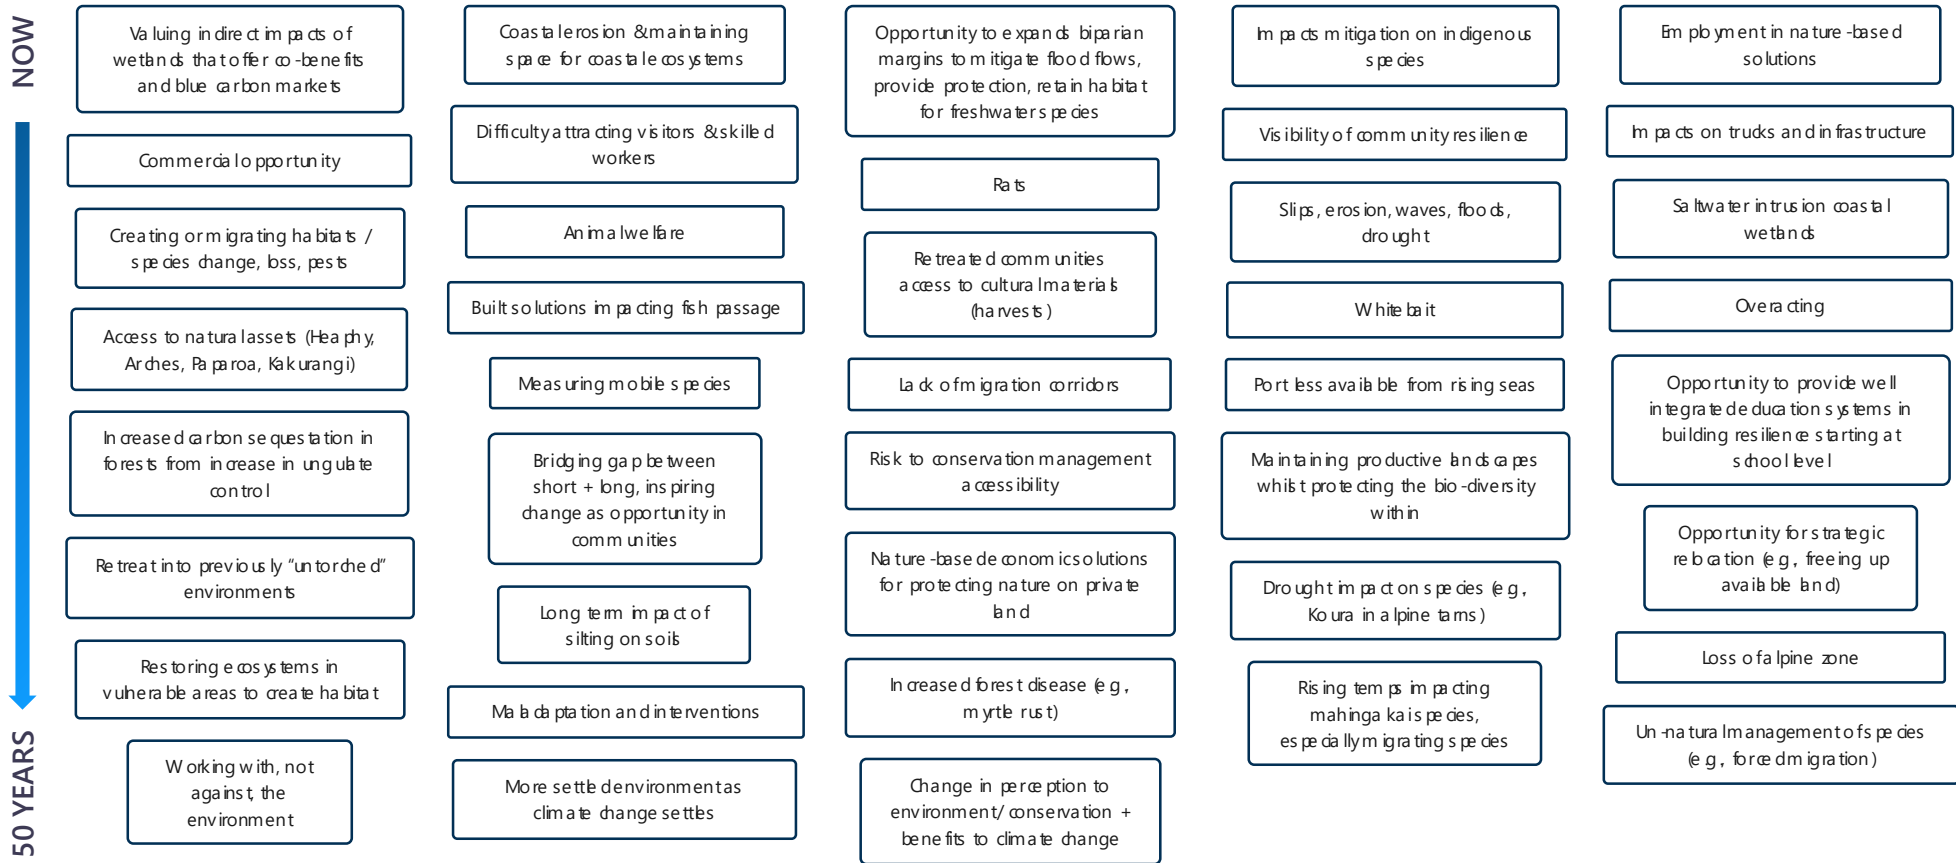 NOW
50 YEARS
Valuing indirect impacts of
wetlands that offer co-benefits
and blue carbon markets
Commercial opportunity
Creating or migrating habitats /
species change, loss, pests
Access to natural assets (Heaphy,
Arches, Paparoa, Kakurangi)
Increased carbon sequestation in
forests from increase in ungulate
control
Retreat into previously “untorched”
environments
Restoring ecosystems in
vulnerable areas to create habitat
Working with, not
against, the
environment
Coastal erosion & maintaining
space for coastal ecosystems
Difficulty attracting visitors & skilled
workers
Animal welfare
Built solutions impacting fish passage
Measuring mobile species
Bridging gap between
short + long, inspiring
change as opportunity in
communities
Long term impact of
silting on soils
Maladaptation and interventions
More settled environment as
climate change settles
Opportunity to expands biparian
margins to mitigate flood flows,
provide protection, retain habitat
for freshwater species
Rats
Retreated communities
access to cultural materials
(harvests)
Lack of migration corridors
Risk to conservation management
accessibility
Nature-based economic solutions
for protecting nature on private
land
Increased forest disease (e.g.,
myrtle rust)
Change in perception to
environment/ conservation +
benefits to climate change
Impacts mitigation on indigenous
species
Visibility of community resilience
Slips, erosion, waves, floods,
drought
Whitebait
Port less available from rising seas
Maintaining productive landscapes
whilst protecting the bio-diversity
within
Drought impact on species (e.g.,
Koura in alpine tarns)
Rising temps impacting
mahinga kai species,
especially migrating species
Employment in nature-based
solutions
Impacts on trucks and infrastructure
Saltwater intrusion coastal
wetlands
Overacting
Opportunity to provide well
integrated education systems in
building resilience starting at
school level
Opportunity for strategic
relocation (e.g., freeing up
available land)
Loss of alpine zone
Un-natural management of species
(e.g., forced migration)